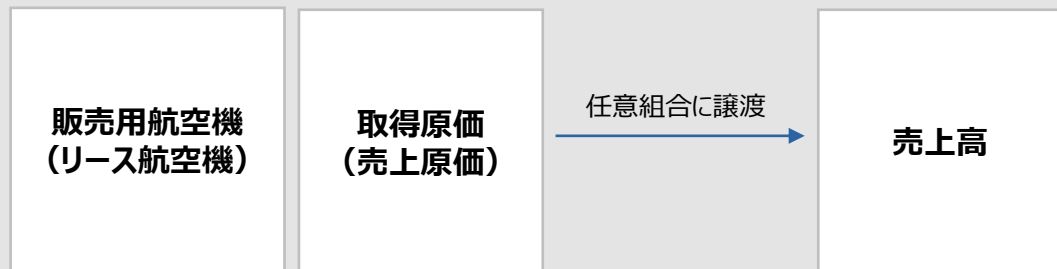 販売用航空機
（リース航空機）
取得原価
（売上原価）
任意組合に譲渡
売上高